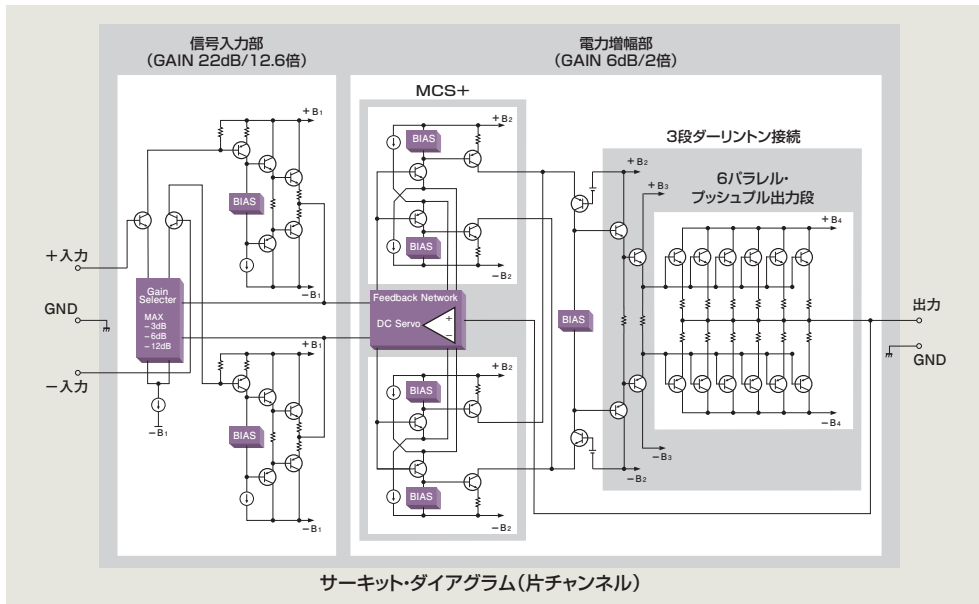 信号入力部
（GAIN 22dB/12.6倍）
電力増幅部
（GAIN 6dB/2倍）
MCS+
3段ダーリントン接続
6パラレル・
プッシュプル出力段
+B1
BIAS
-B1
+入力
GND
-入力
Gain
Selecter
MAX
-3dB
-6dB
-12dB
-B1
+B1
BIAS
-B1
+B2
BIAS
BIAS
-B2
Feedback Network
DC Servo
+
-
+B2
BIAS
BIAS
-B2
BIAS
+B2
+B3
+B4
-B4
-B3
-B2
出力
GND
サーキット・ダイアグラム（片チャンネル）